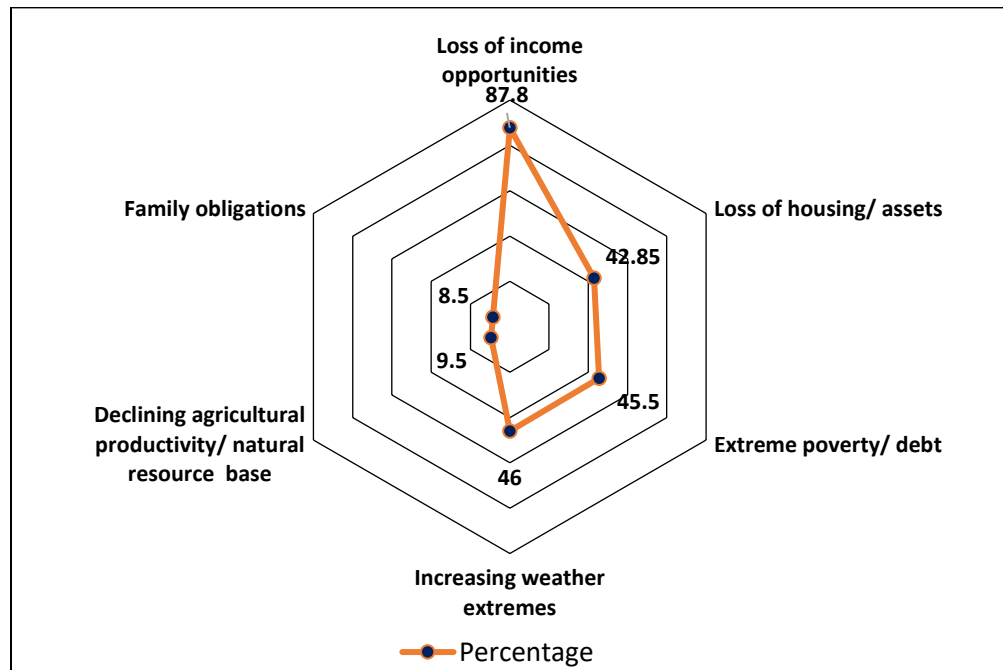 Loss of income
opportunities
87.8
Family obligations
Loss of housing/ assets
42.85
8.5
9.5
45.5
Declining agricultural
productivity/ natural
resource  base
Extreme poverty/ debt
46
Increasing weather
extremes
Percentage